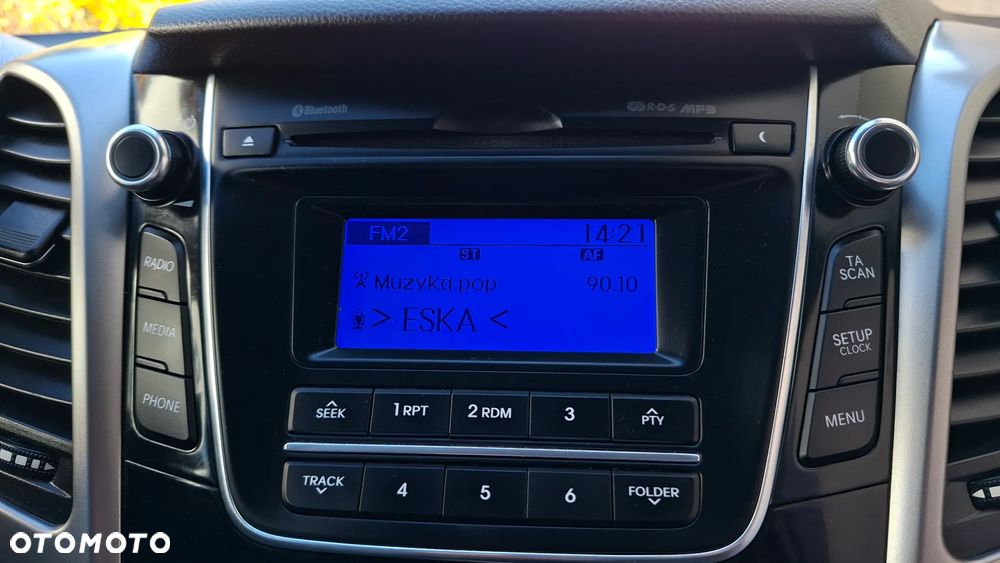 Bluetooth
R·D·S MP3
FM2 14:21
ST AF
Muzyka pop 90.10
> ESKA <
RADIO
MEDIA
PHONE
TA
SCAN
SETUP
CLOCK
MENU
SEEK 1 RPT 2 RDM 3 PTY
TRACK 4 5 6 FOLDER
OTOMOTO